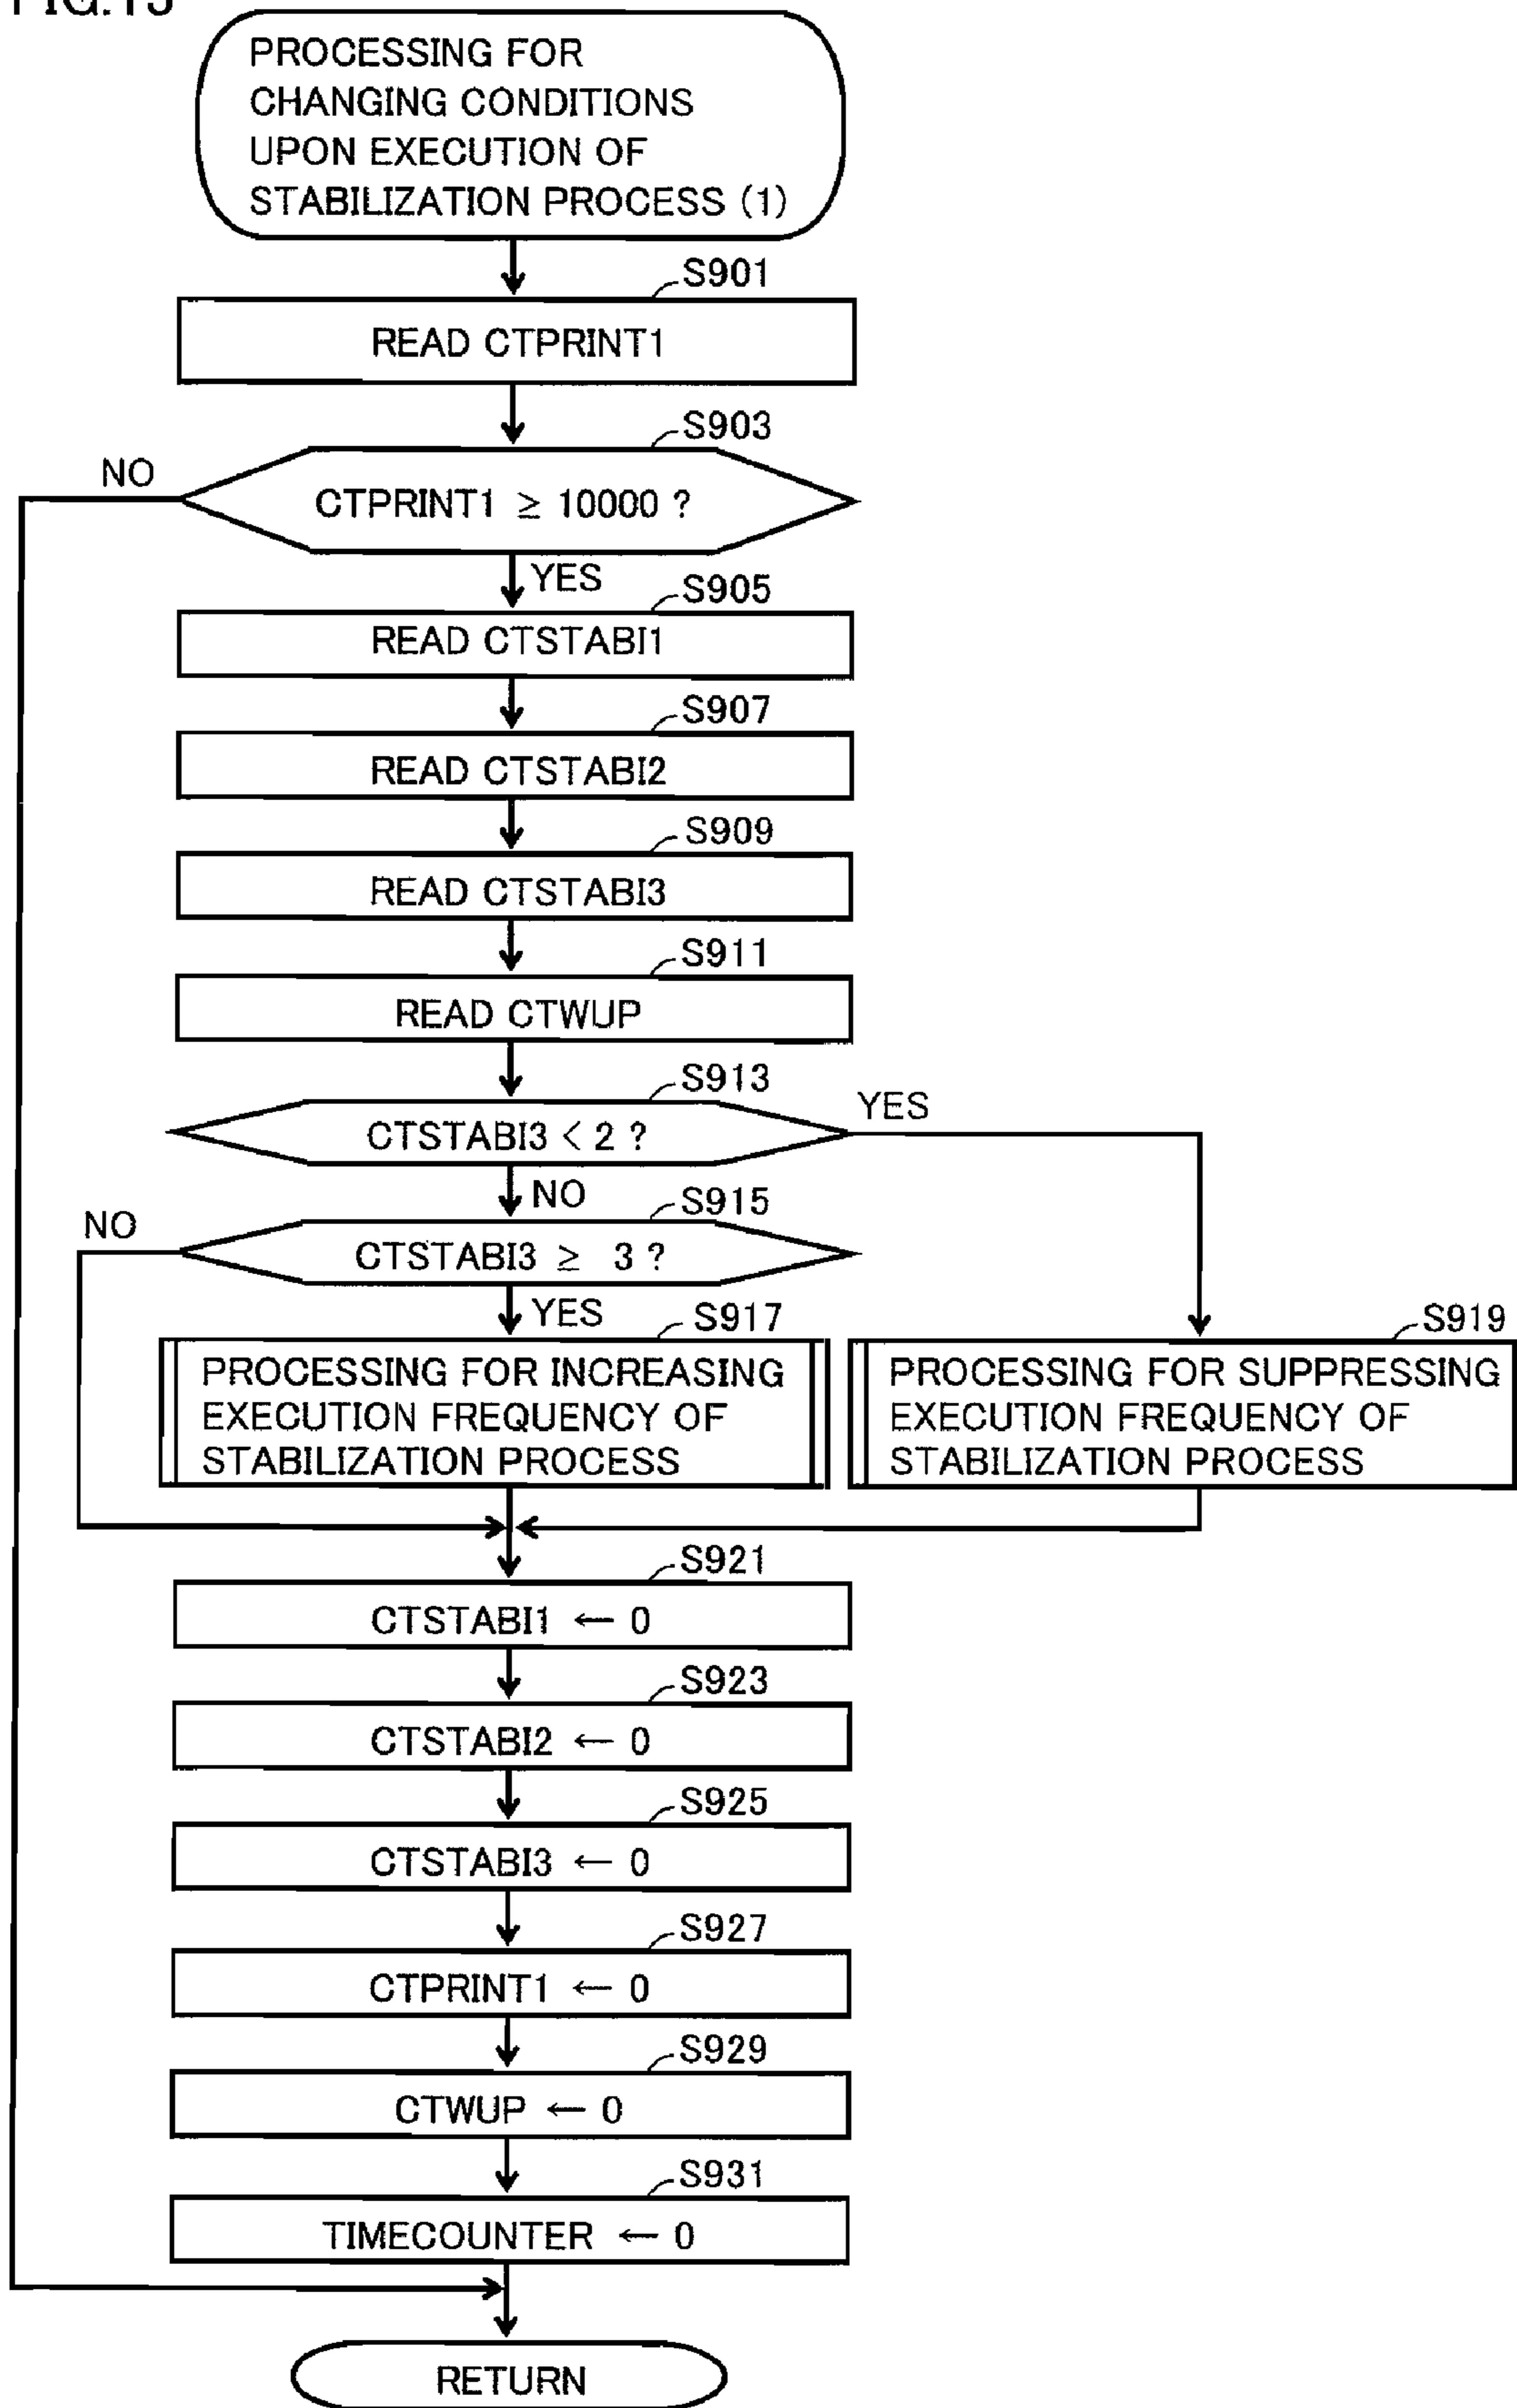 FIG.13
PROCESSING FOR
CHANGING CONDITIONS
UPON EXECUTION OF
STABILIZATION PROCESS (1)
S901
READ CTPRINT1
S903
NO
CTPRINT1 ≥ 10000 ?
YES
S905
READ CTSTABI1
S907
READ CTSTABI2
S909
READ CTSTABI3
S911
READ CTWUP
S913
YES
CTSTABI3 < 2 ?
NO
S915
NO
CTSTABI3 ≥ 3 ?
YES
S917
PROCESSING FOR INCREASING
EXECUTION FREQUENCY OF
STABILIZATION PROCESS
S919
PROCESSING FOR SUPPRESSING
EXECUTION FREQUENCY OF
STABILIZATION PROCESS
S921
CTSTABI1 ← 0
S923
CTSTABI2 ← 0
S925
CTSTABI3 ← 0
S927
CTPRINT1 ← 0
S929
CTWUP ← 0
S931
TIMECOUNTER ← 0
RETURN